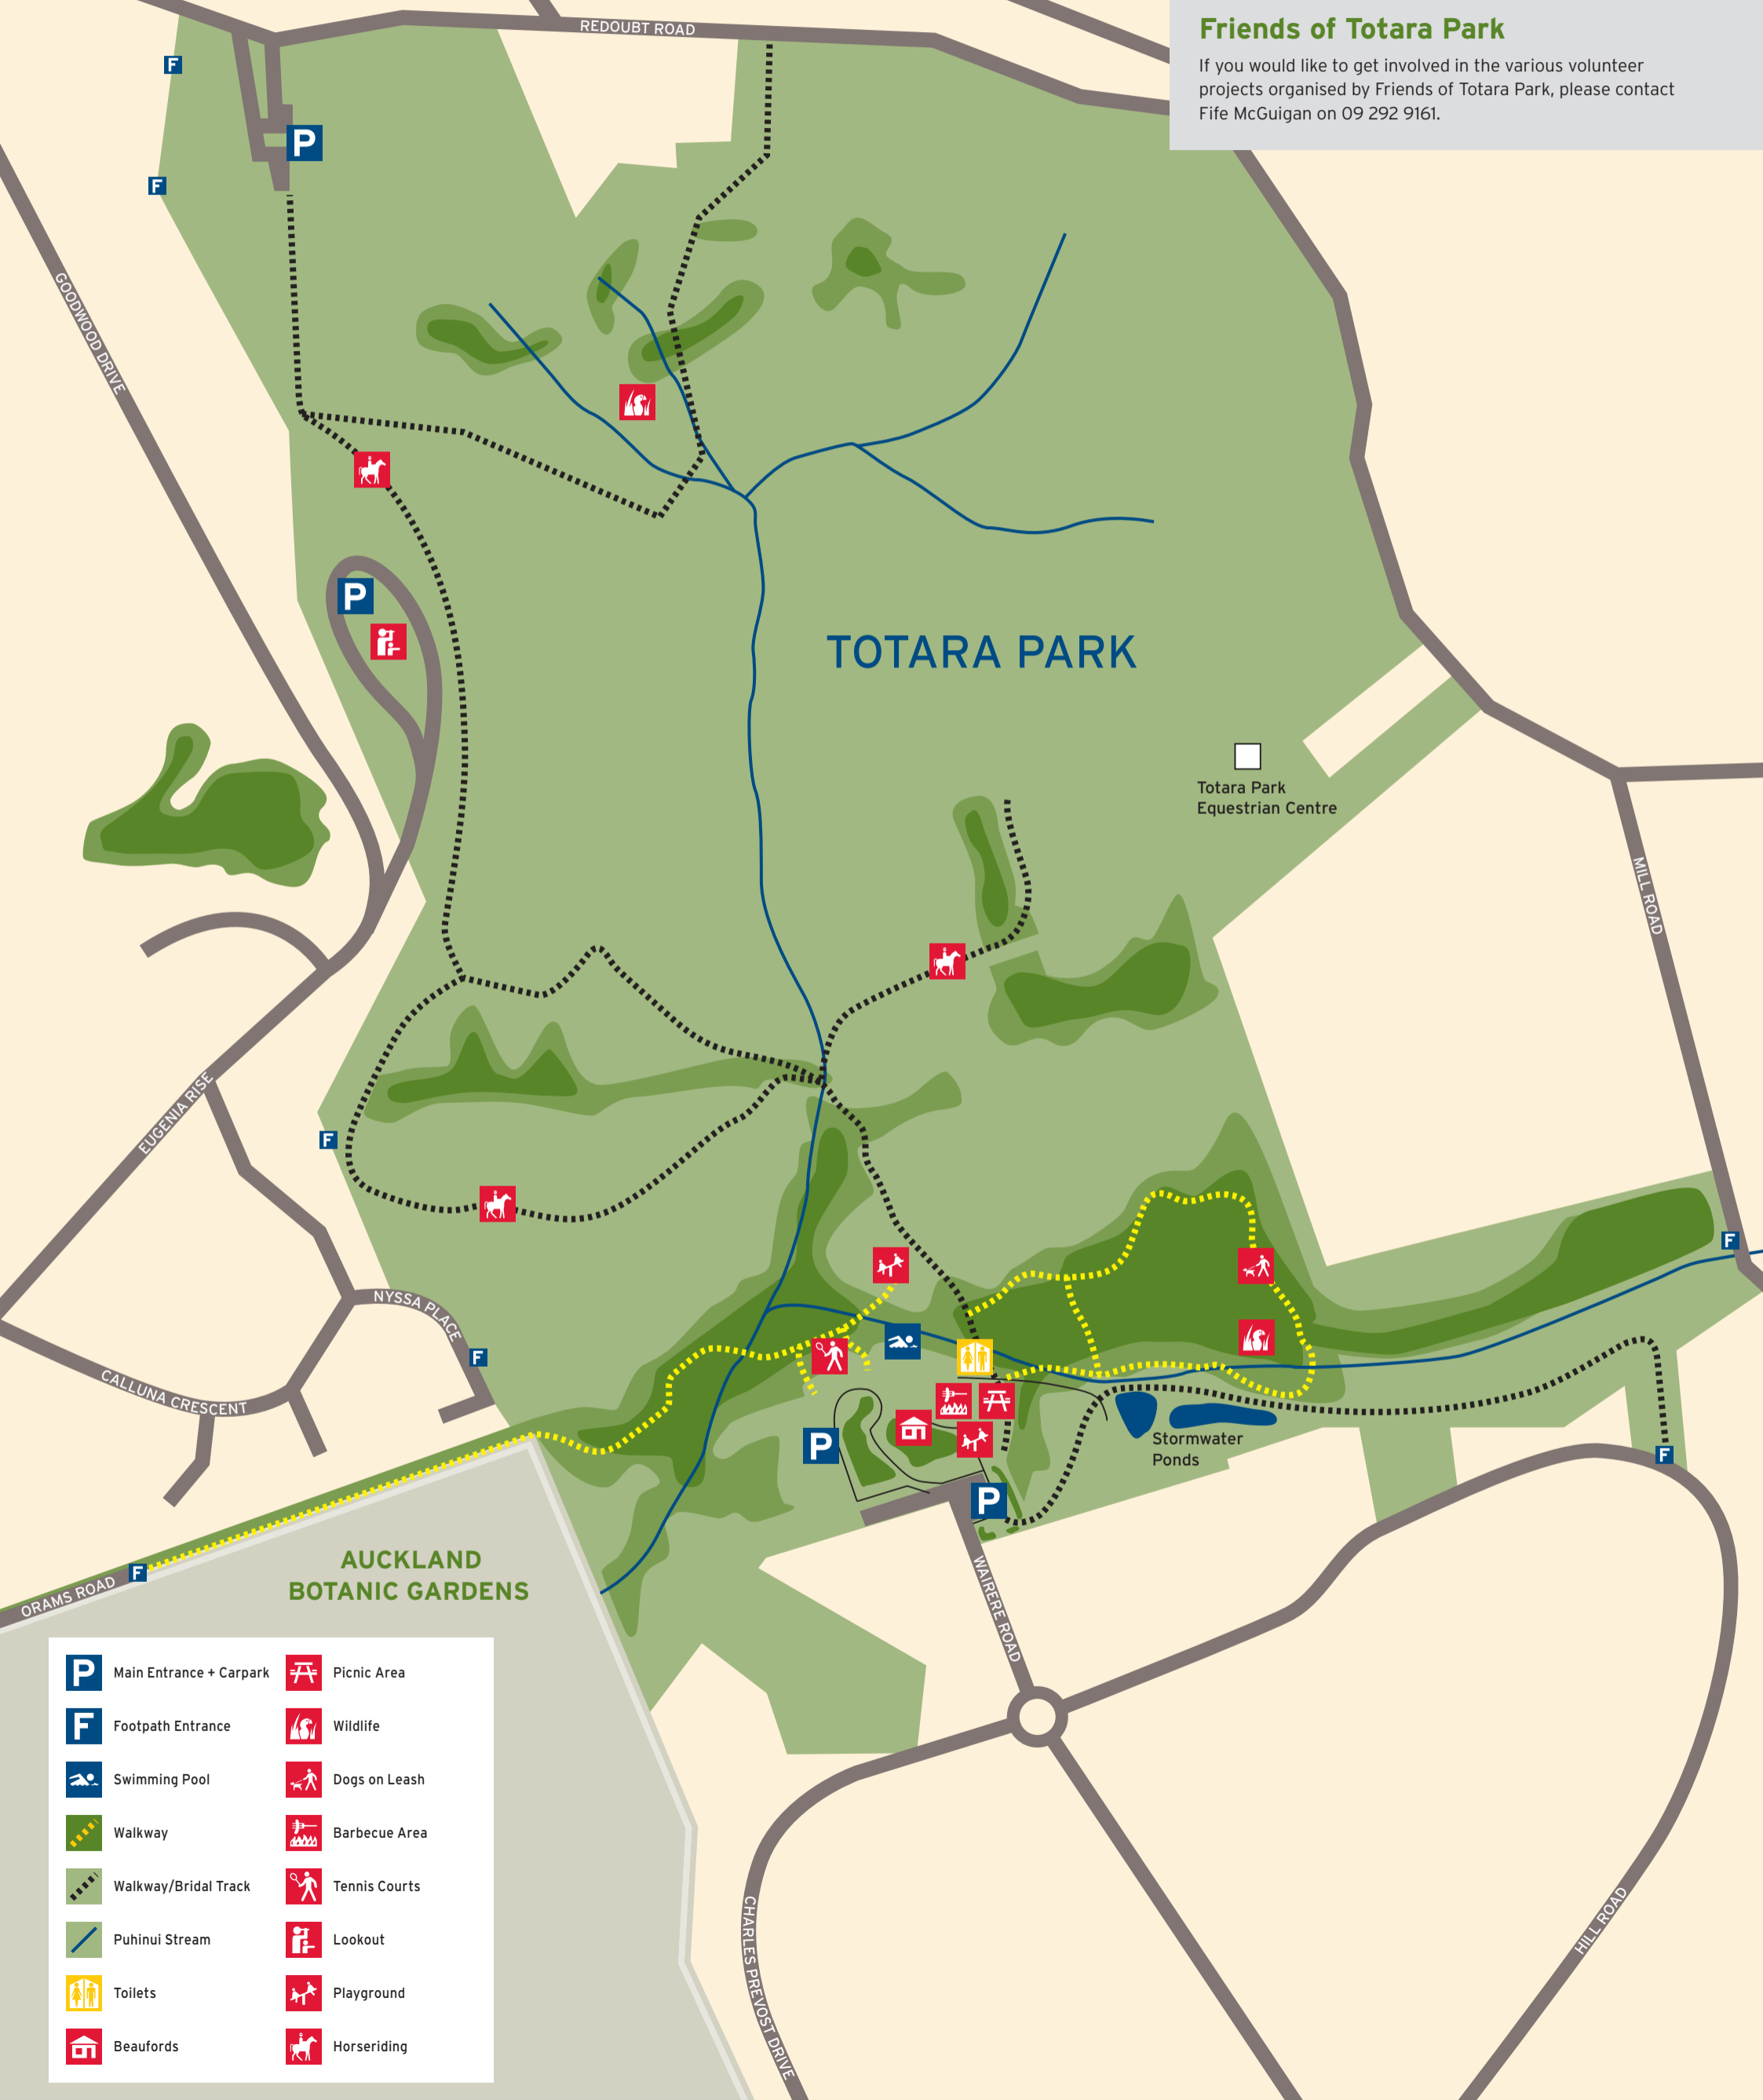 REDOUBT ROAD
Friends of Totara Park
If you would like to get involved in the various volunteer
projects organised by Friends of Totara Park, please contact
Fife McGuigan on 09 292 9161.
F
P
F
GOODWOOD DRIVE
P
TOTARA PARK
Totara Park
Equestrian Centre
MILL ROAD
EUGENIA RISE
F
F
NYSSA PLACE
F
CALLUNA CRESCENT
P
Stormwater
Ponds
F
P
AUCKLAND
BOTANIC GARDENS
F
ORAMS ROAD
WAIRERE ROAD
CHARLES PREVOST DRIVE
HILL ROAD
P Main Entrance + Carpark
F Footpath Entrance
Swimming Pool
Walkway
Walkway/Bridal Track
Puhinui Stream
Toilets
Beaufords
Picnic Area
Wildlife
Dogs on Leash
Barbecue Area
Tennis Courts
Lookout
Playground
Horseriding